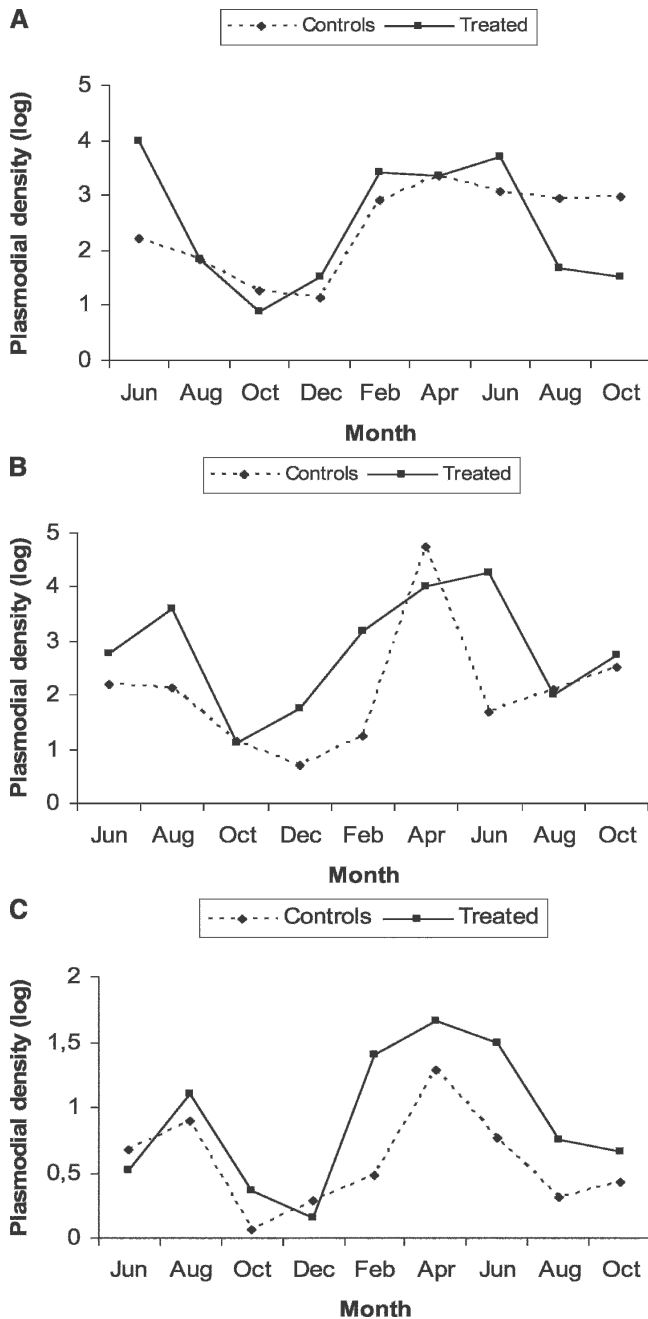 A
Controls Treated
Plasmodial density (log)
5
4
3
2
1
0
Jun Aug Oct Dec Feb Apr Jun Aug Oct
Month
B
Controls Treated
Plasmodial density (log)
5
4
3
2
1
0
Jun Aug Oct Dec Feb Apr Jun Aug Oct
Month
C
Controls Treated
Plasmodial density (log)
2
1,5
1
0,5
0
Jun Aug Oct Dec Feb Apr Jun Aug Oct
Month